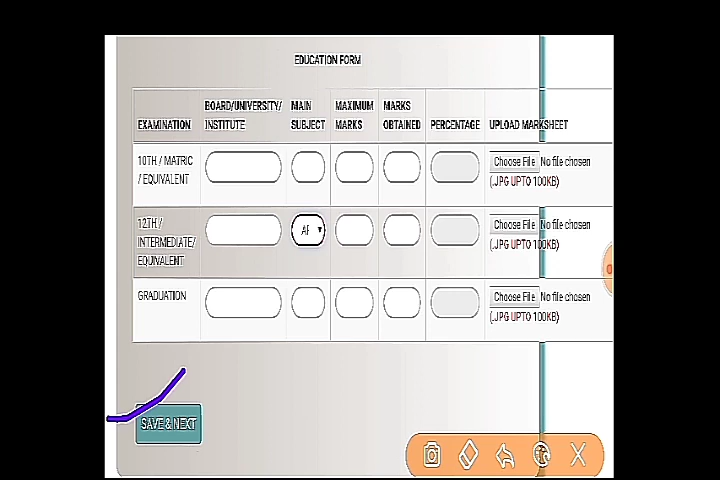 EDUCATION FORM
EXAMINATION
BOARD/UNIVERSITY/
INSTITUTE
MAIN
SUBJECT
MAXIMUM
MARKS
MARKS
OBTAINED
PERCENTAGE
UPLOAD MARKSHEET
10TH / MATRIC
/ EQUIVALENT
Choose File No file chosen
(.JPG UPTO 100KB)
12TH /
INTERMEDIATE/
EQUIVALENT
Choose File No file chosen
(.JPG UPTO 100KB)
GRADUATION
Choose File No file chosen
(.JPG UPTO 100KB)
SAVE & NEXT